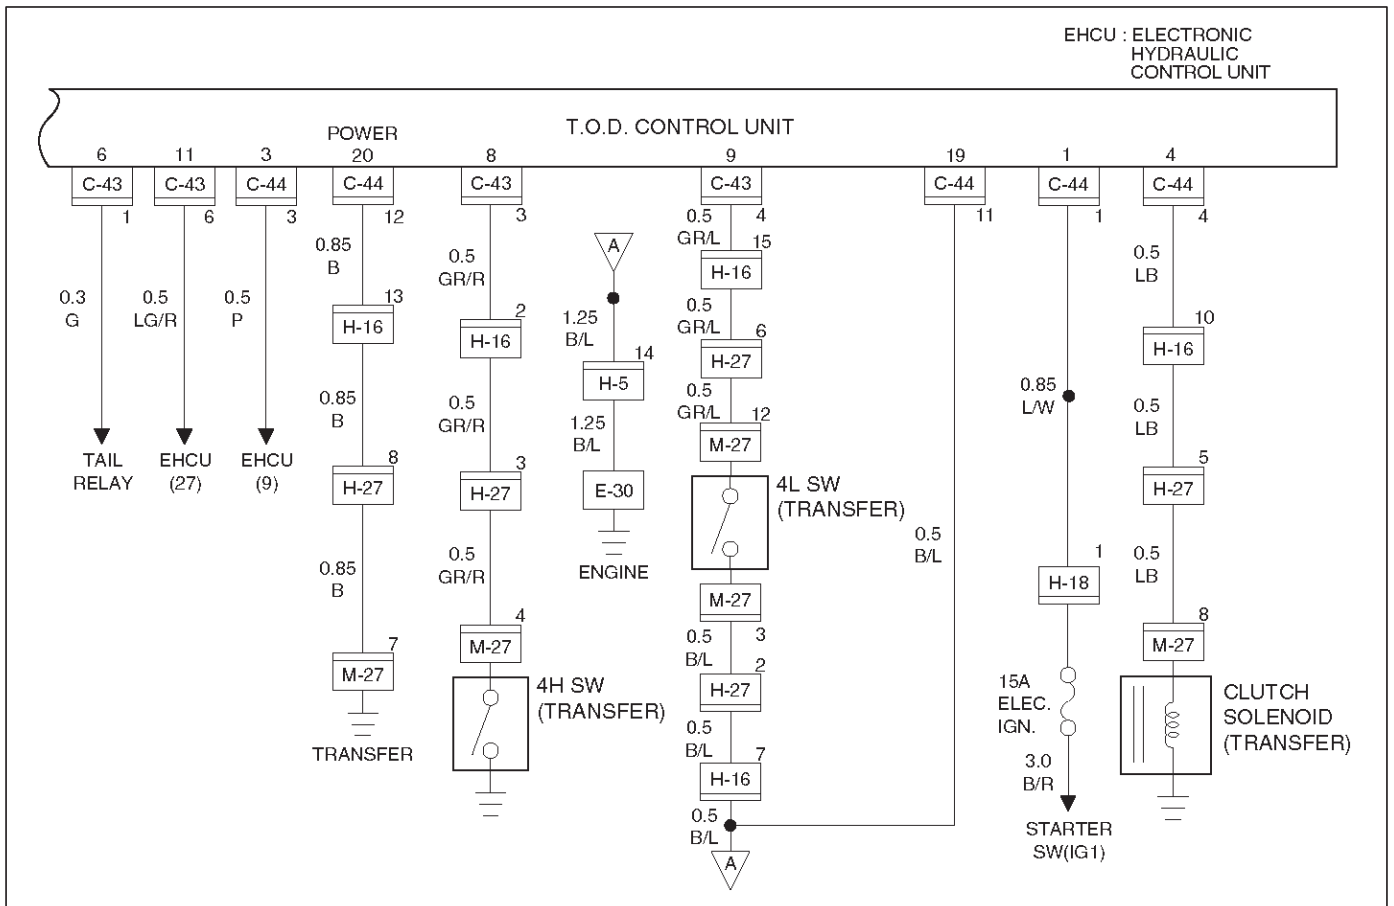 EHCU : ELECTRONIC
HYDRAULIC
CONTROL UNIT
T.O.D. CONTROL UNIT
POWER
6 11 3 20 8 9 19 1 4
C-43 C-43 C-44 C-44 C-43 C-43 C-44 C-44 C-44
1 6 3 12 3 4 11 1 4
0.3
G
TAIL
RELAY
0.5
LG/R
EHCU
(27)
0.5
P
EHCU
(9)
0.85
B
13
H-16
0.85
B
8
H-27
0.85
B
7
M-27
TRANSFER
0.5
GR/R
2
H-16
0.5
GR/R
3
H-27
0.5
GR/R
4
M-27
4H SW
(TRANSFER)
A
1.25
B/L
14
H-5
1.25
B/L
E-30
ENGINE
0.5
GR/L
15
H-16
0.5
GR/L
6
H-27
0.5
GR/L
12
M-27
4L SW
(TRANSFER)
M-27
3
0.5
B/L
2
H-27
0.5
B/L
7
H-16
0.5
B/L
A
0.5
B/L
0.85
L/W
1
H-18
15A
ELEC.
IGN.
3.0
B/R
STARTER
SW(IG1)
0.5
LB
10
H-16
0.5
LB
5
H-27
0.5
LB
8
M-27
CLUTCH
SOLENOID
(TRANSFER)